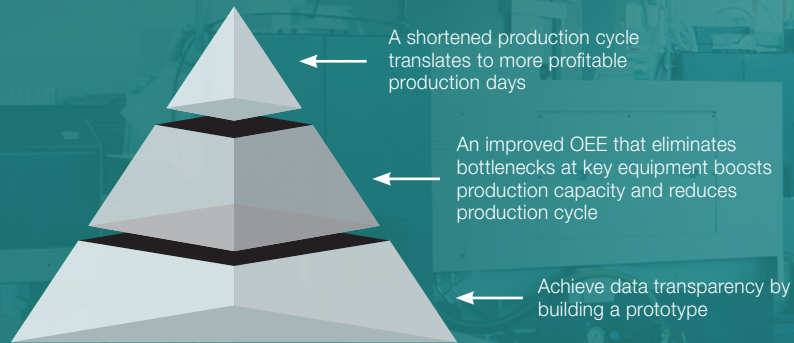 A shortened production cycle
translates to more profitable
production days
An improved OEE that eliminates
bottlenecks at key equipment boosts
production capacity and reduces
production cycle
Achieve data transparency by
building a prototype